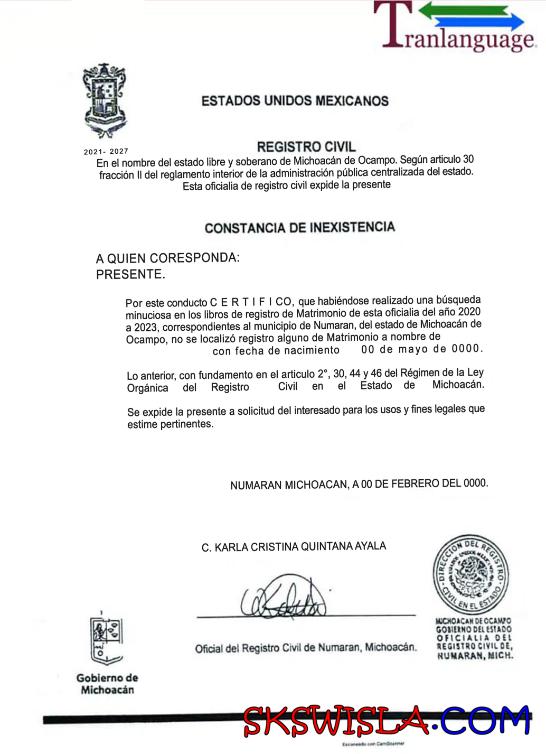 Tranlanguage
ESTADOS UNIDOS MEXICANOS
2021- 2027
REGISTRO CIVIL
En el nombre del estado libre y soberano de Michoacán de Ocampo. Según articulo 30
fracción II del reglamento interior de la administración pública centralizada del estado.
Esta oficialia de registro civil expide la presente
CONSTANCIA DE INEXISTENCIA
A QUIEN CORESPONDA:
PRESENTE.
Por este conducto C E R T I F I C O, que habiéndose realizado una búsqueda
minuciosa en los libros de registro de Matrimonio de esta oficialia del año 2020
a 2023, correspondientes al municipio de Numaran, del estado de Michoacán de
Ocampo, no se localizó registro alguno de Matrimonio a nombre de
con fecha de nacimiento 00 de mayo de 0000.
Lo anterior, con fundamento en el articulo 2°, 30, 44 y 46 del Régimen de la Ley
Orgánica del Registro Civil en el Estado de Michoacán.
Se expide la presente a solicitud del interesado para los usos y fines legales que
estime pertinentes.
NUMARAN MICHOACAN, A 00 DE FEBRERO DEL 0000.
C. KARLA CRISTINA QUINTANA AYALA
DIRECCION DEL REGISTRO
CIVIL EN EL ESTADO
MICHOACAN DE OCAMPO
GOBIERNO DEL ESTADO
OFICIALIA DEL
REGISTRO CIVIL DE,
NUMARAN, MICH.
Oficial del Registro Civil de Numaran, Michoacán.
Gobierno de
Michoacán
SKSWISLA.COM
Escaneado con CamScanner